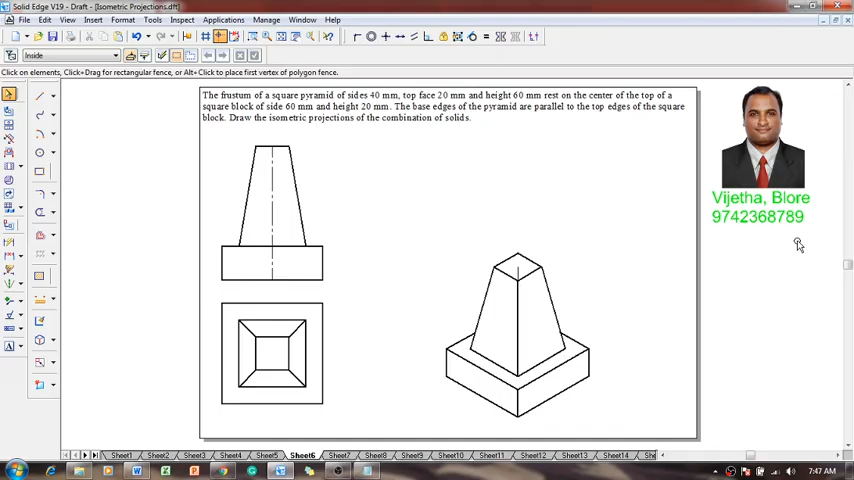 Solid Edge V19 - Draft - [Isometric Projections.dft]
File Edit View Insert Format Tools Inspect Applications Manage Window Help
Inside
Click on elements, Click+Drag for rectangular fence, or Alt+Click to place first vertex of polygon fence.
The frustum of a square pyramid of sides 40 mm, top face 20 mm and height 60 mm rest on the center of the top of a
square block of side 60 mm and height 20 mm. The base edges of the pyramid are parallel to the top edges of the square
block. Draw the isometric projections of the combination of solids.
Vijetha, Blore
9742368789
Sheet1 Sheet2 Sheet3 Sheet4 Sheet5 Sheet6 Sheet7 Sheet8 Sheet9 Sheet10 Sheet11 Sheet12 Sheet13 Sheet14 She
7:47 AM